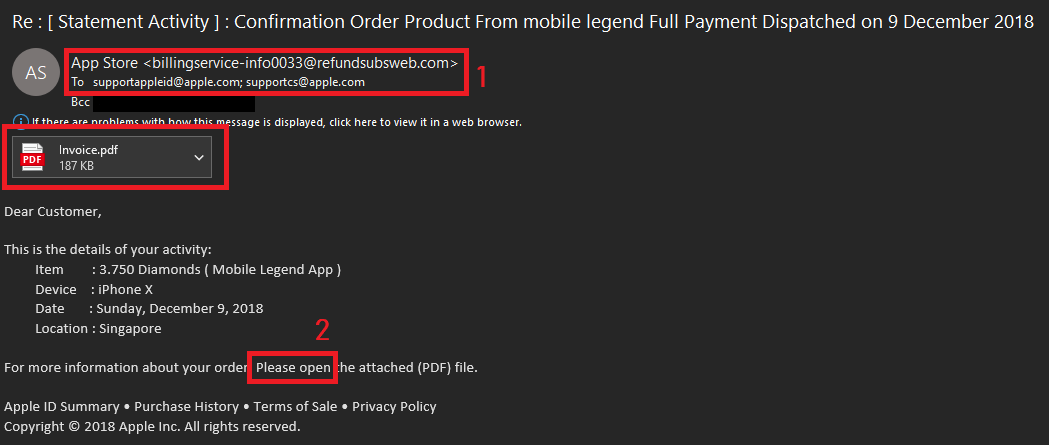 Re : [ Statement Activity ] : Confirmation Order Product From mobile legend Full Payment Dispatched on 9 December 2018
AS
App Store <billingservice-info0033@refundsubsweb.com>
1
To supportappleid@apple.com; supportcs@apple.com
Bcc
If there are problems with how this message is displayed, click here to view it in a web browser.
PDF
Invoice.pdf
187 KB
Dear Customer,
This is the details of your activity:
Item : 3.750 Diamonds ( Mobile Legend App )
Device : iPhone X
Date : Sunday, December 9, 2018
Location : Singapore
2
For more information about your order Please open the attached (PDF) file.
Apple ID Summary • Purchase History • Terms of Sale • Privacy Policy
Copyright © 2018 Apple Inc. All rights reserved.